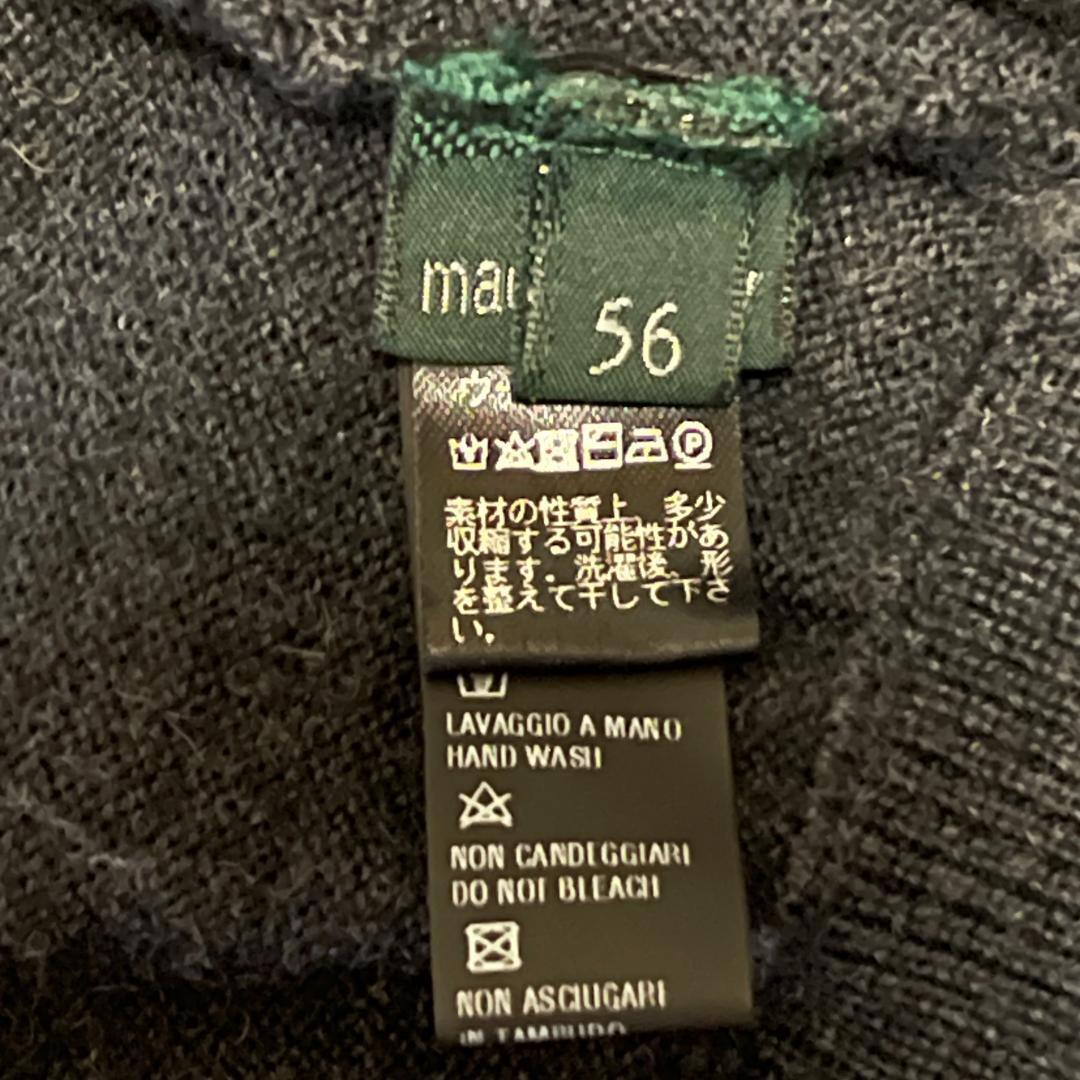 56
素材の性質上、多少
収縮する可能性があ
ります。洗濯後、形
を整えて干して下さ
い。
LAVAGGIO A MANO
HAND WASH
NON CANDEGGIARE
DO NOT BLEACH
NON ASCIUGARE
IN TAMBURO